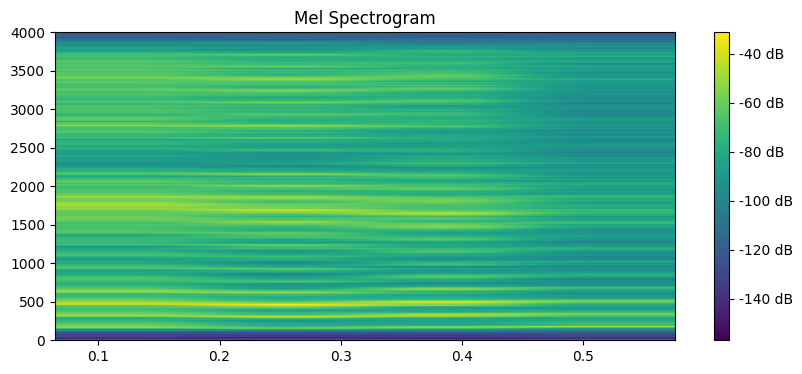 Mel Spectrogram
4000
3500
3000
2500
2000
1500
1000
500
0
0.1 0.2 0.3 0.4 0.5
-40 dB
-60 dB
-80 dB
-100 dB
-120 dB
-140 dB